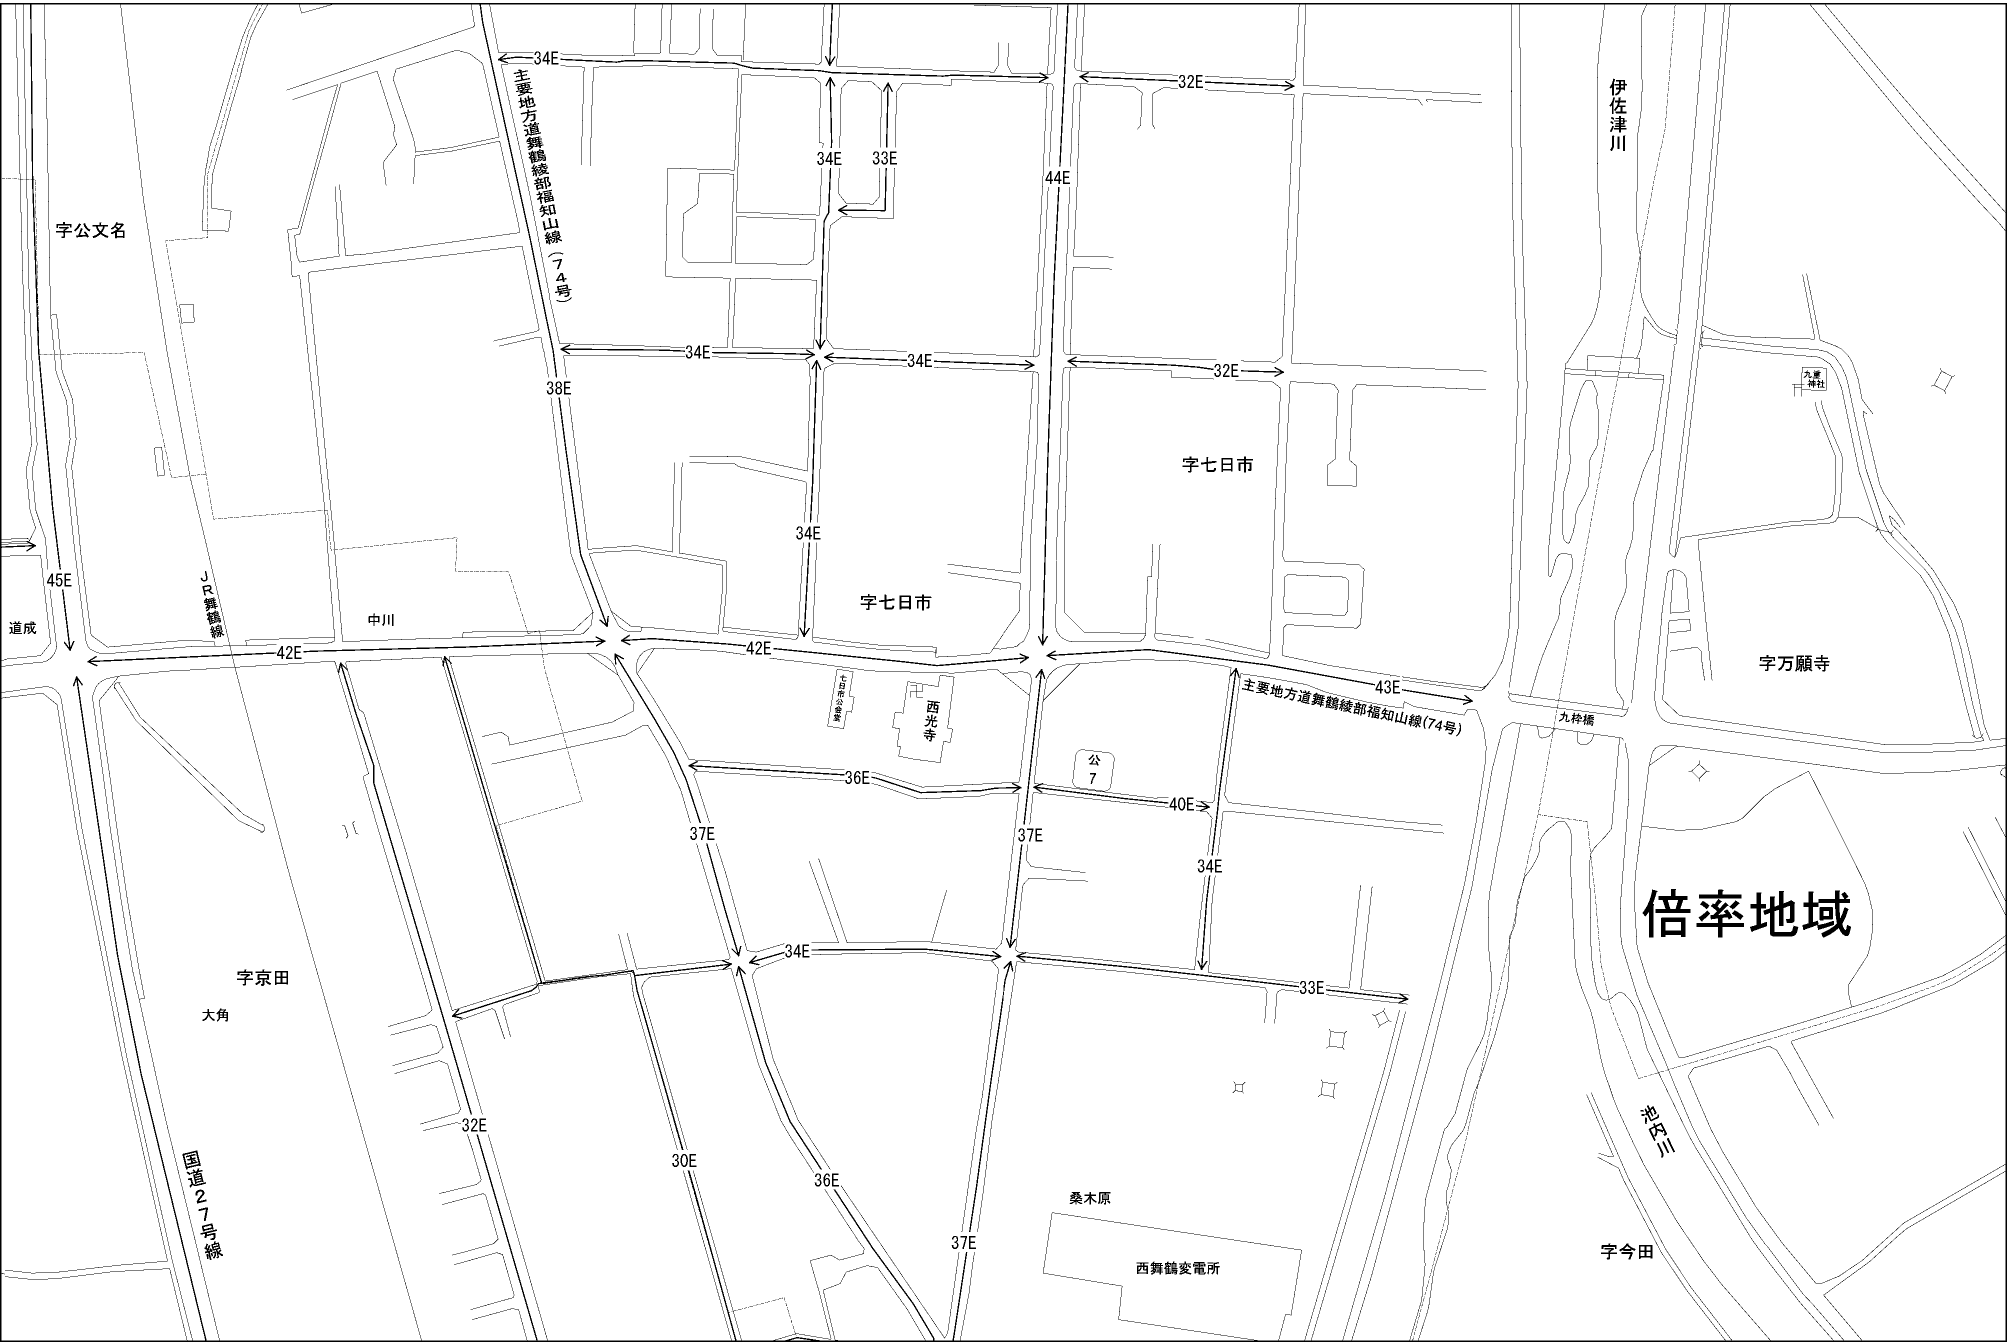 34E
32E
主要地方道舞鶴綾部福知山線（74号）
伊佐津川
34E
33E
44E
字公文名
34E
34E
32E
38E
九重
神社
字七日市
34E
45E
JR舞鶴線
字七日市
中川
道成
42E
42E
字万願寺
43E
主要地方道舞鶴綾部福知山線(74号)
七日市公会堂
西光寺
九枠橋
公
7
36E
40E
37E
37E
34E
倍率地域
34E
字京田
33E
大角
32E
池内川
30E
国道27号線
36E
桑木原
37E
字今田
西舞鶴変電所